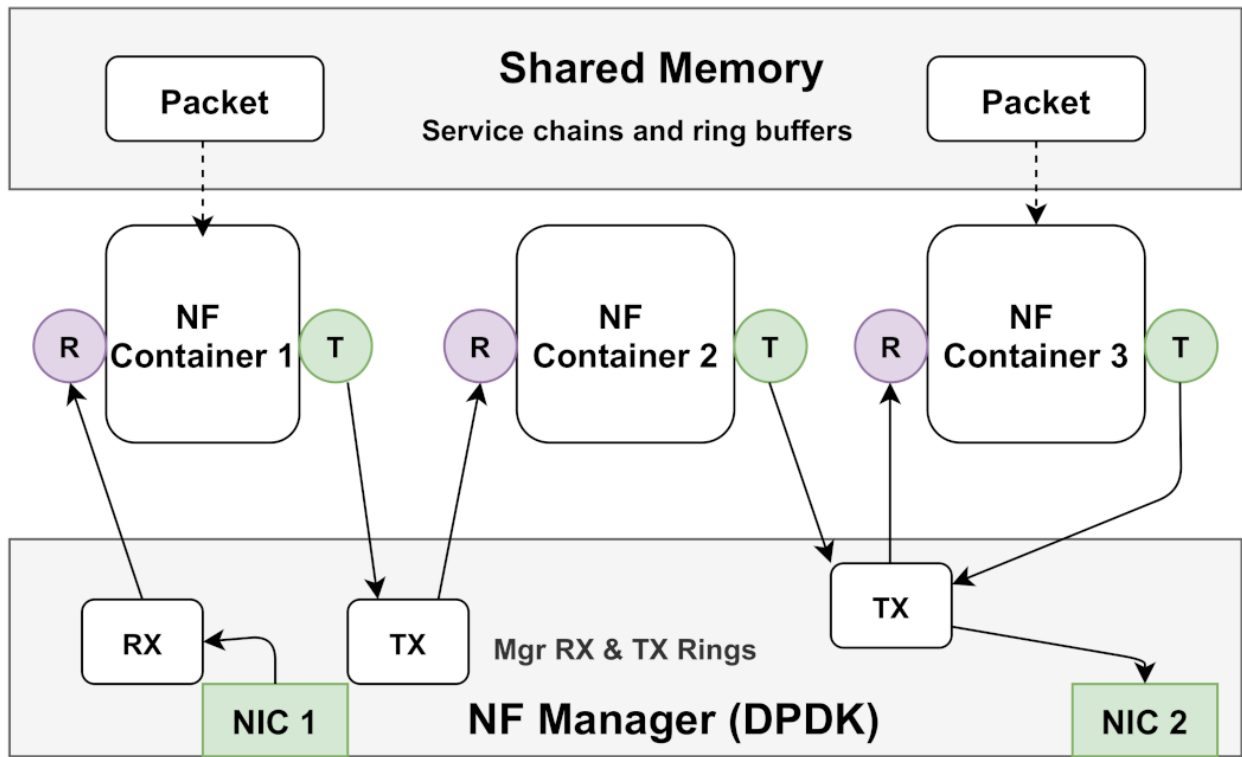 Shared Memory
Packet
Packet
Service chains and ring buffers
NF
Container 1
NF
Container 2
NF
Container 3
R
T
R
T
R
T
RX
TX
TX
Mgr RX & TX Rings
NIC 1
NF Manager (DPDK)
NIC 2